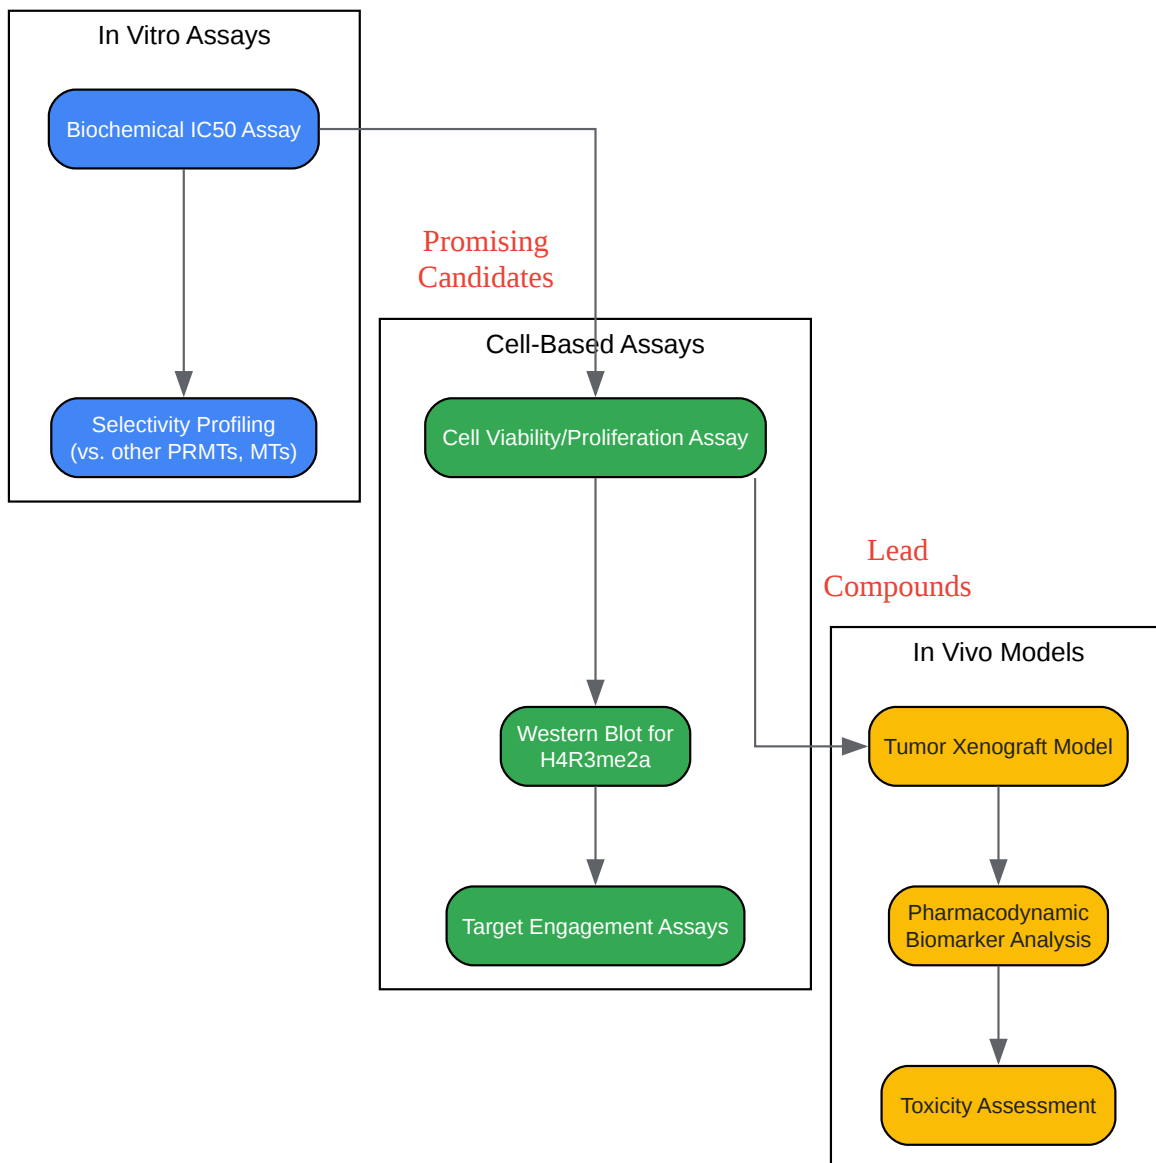 In Vitro Assays
Biochemical IC50 Assay
Selectivity Profiling
(vs. other PRMTs, MTs)
Promising
Candidates
Cell-Based Assays
Cell Viability/Proliferation Assay
Western Blot for
H4R3me2a
Target Engagement Assays
Lead
Compounds
In Vivo Models
Tumor Xenograft Model
Pharmacodynamic
Biomarker Analysis
Toxicity Assessment